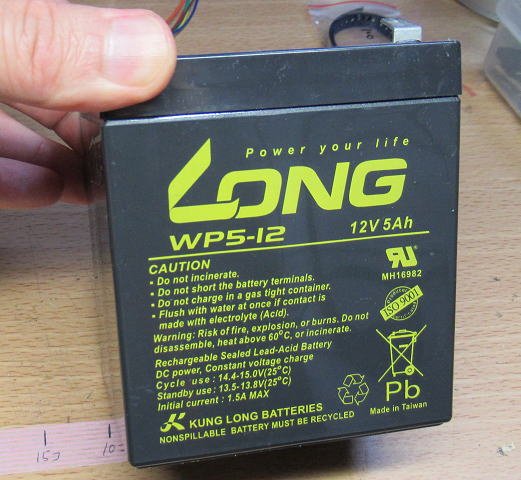 Power your life
LONG
WP5-12
12V 5Ah
CAUTION
• Do not incinerate.
• Do not short the battery terminals.
• Do not charge in a gas tight container.
• Flush with water at once if contact is
made with electrolyte (Acld).
Warning: Risk of fire, explosion, or burns. Do not
disassemble, heat above 60°C, or incinerate.
Rechargeable Sealed Lead-Acid Battery
DC power, Constant voltage charge
Cycle use : 14.4-15.0V(25°C)
Standby use : 13.5-13.8V(25°C)
Initial current : 1.5A MAX
KUNG LONG BATTERIES
NONSPILLABLE BATTERY MUST BE RECYCLED
MH16982
ISO 9001
Pb
Made in Taiwan